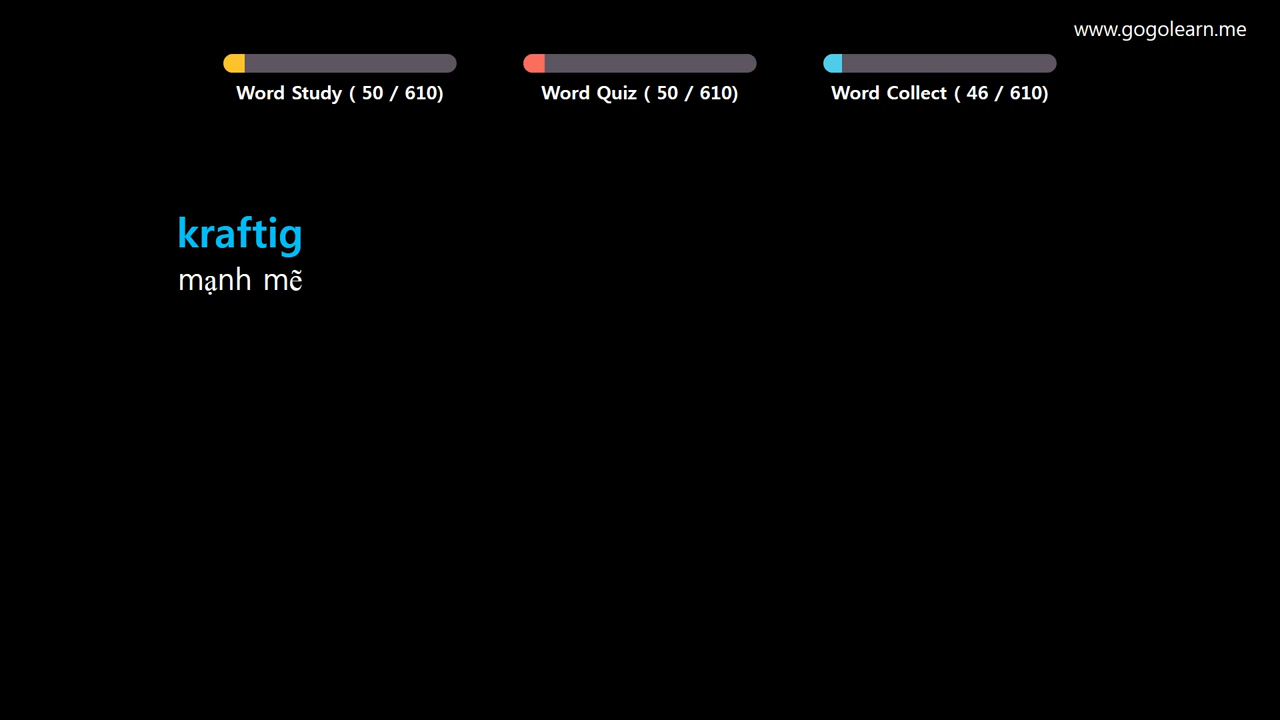 www.gogolearn.me
Word Study ( 50 / 610)
Word Quiz ( 50 / 610)
Word Collect ( 46 / 610)
kraftig
mạnh mẽ